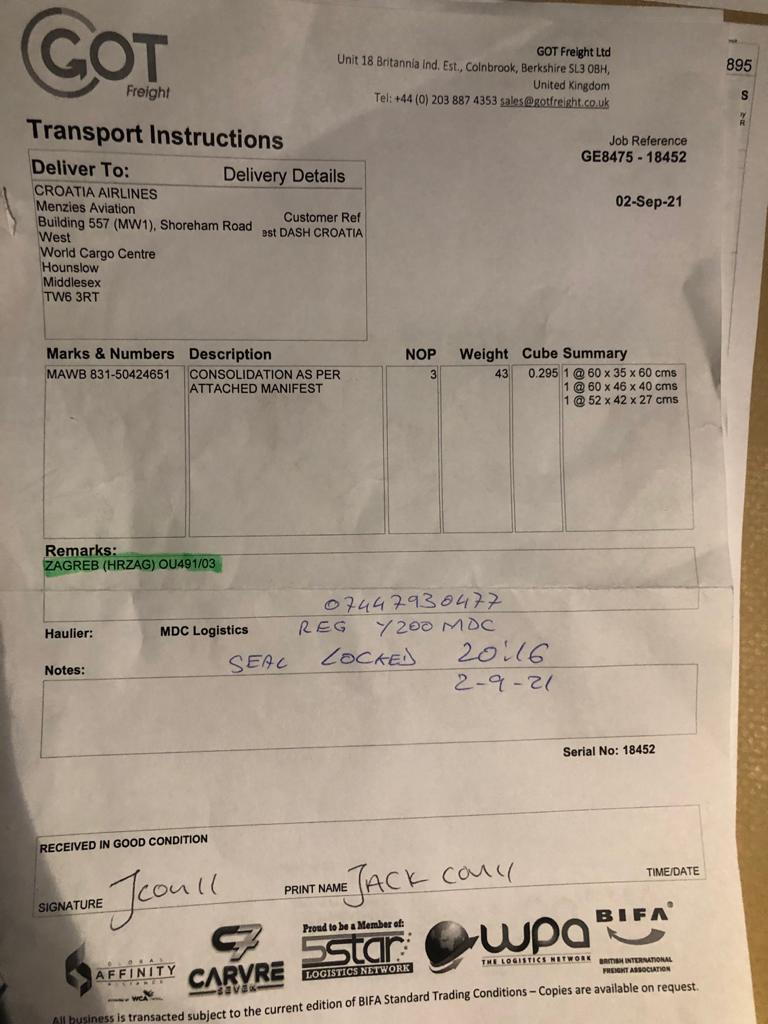 GOT
Freight
GOT Freight Ltd
Unit 18 Britannia Ind. Est., Colnbrook, Berkshire SL3 0BH,
United Kingdom
Tel: +44 (0) 203 887 4353 sales@gotfreight.co.uk
895
S
R
Transport Instructions
Job Reference
GE8475 - 18452
02-Sep-21
Deliver To: Delivery Details
CROATIA AIRLINES
Menzies Aviation
Building 557 (MW1), Shoreham Road
West
World Cargo Centre
Hounslow
Middlesex
TW6 3RT
Customer Ref
est DASH CROATIA
Marks & Numbers Description NOP Weight Cube Summary
MAWB 831-50424651 CONSOLIDATION AS PER 3 43 0.295 1 @ 60 x 35 x 60 cms
ATTACHED MANIFEST 1 @ 60 x 46 x 40 cms
1 @ 52 x 42 x 27 cms
Remarks:
ZAGREB (HRZAG) OU491/03
07447930477
Haulier: MDC Logistics REG Y200 MDC
SEAL LOCKED 20:16
Notes:
2-9-21
Serial No: 18452
RECEIVED IN GOOD CONDITION
SIGNATURE Jcoull PRINT NAME JACK COULL TIME/DATE
GLOBAL
AFFINITY
ALLIANCE
POWERED BY WCA
C7
CARVRE
SEVEN
Proud to be a Member of:
5star
LOGISTICS NETWORK
wpa
THE LOGISTICS NETWORK
BIFA
BRITISH INTERNATIONAL
FREIGHT ASSOCIATION
All business is transacted subject to the current edition of BIFA Standard Trading Conditions – Copies are available on request.